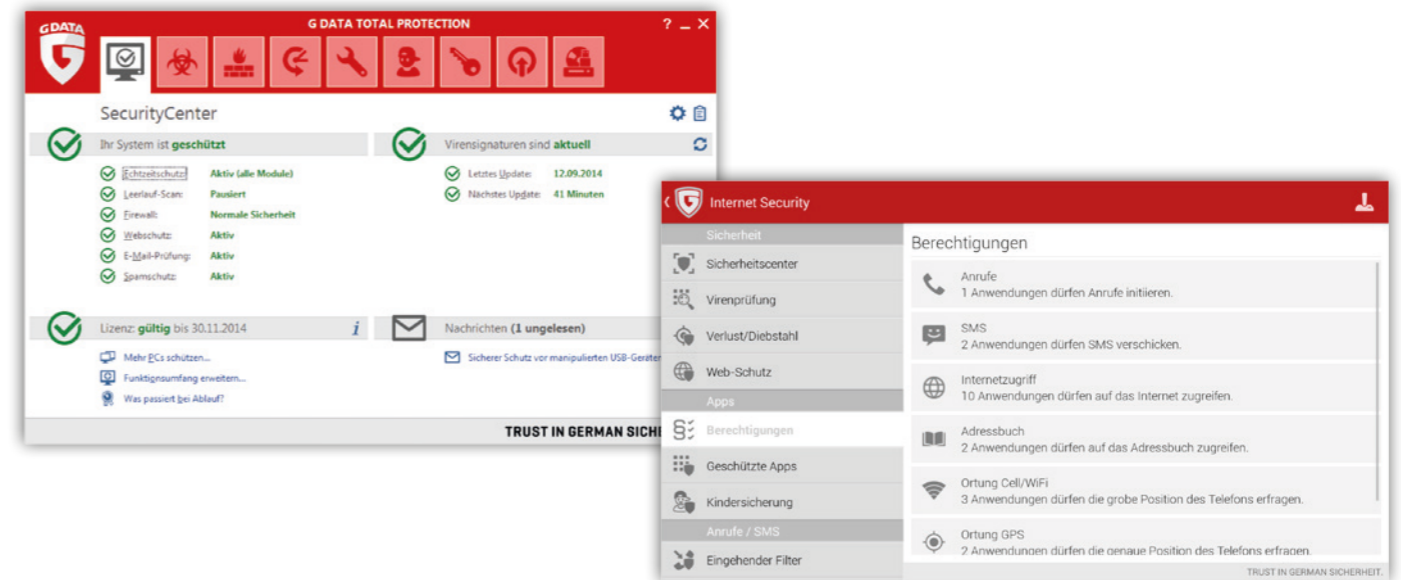 G DATA
G DATA TOTAL PROTECTION
SecurityCenter
Ihr System ist geschützt
Echtzeitschutz: Aktiv (alle Module)
Leerlauf-Scan: Pausiert
Firewall: Normale Sicherheit
Webschutz: Aktiv
E-Mail-Prüfung: Aktiv
Spamschutz: Aktiv
Virensignaturen sind aktuell
Letztes Update: 12.09.2014
Nächstes Update: 41 Minuten
Lizenz: gültig bis 30.11.2014
Mehr PCs schützen...
Funktionsumfang erweitern...
Was passiert bei Ablauf?
Nachrichten (1 ungelesen)
Sicherer Schutz vor manipulierten USB-Geräten
TRUST IN GERMAN SICHE
Internet Security
Sicherheit
Sicherheitscenter
Virenprüfung
Verlust/Diebstahl
Web-Schutz
Apps
Berechtigungen
Geschützte Apps
Kindersicherung
Anrufe / SMS
Eingehender Filter
Berechtigungen
Anrufe
1 Anwendungen dürfen Anrufe initiieren.
SMS
2 Anwendungen dürfen SMS verschicken.
Internetzugriff
10 Anwendungen dürfen auf das Internet zugreifen.
Adressbuch
2 Anwendungen dürfen auf das Adressbuch zugreifen.
Ortung Cell/WiFi
3 Anwendungen dürfen die grobe Position des Telefons erfragen.
Ortung GPS
2 Anwendungen dürfen die genaue Position des Telefons erfragen.
TRUST IN GERMAN SICHERHEIT.